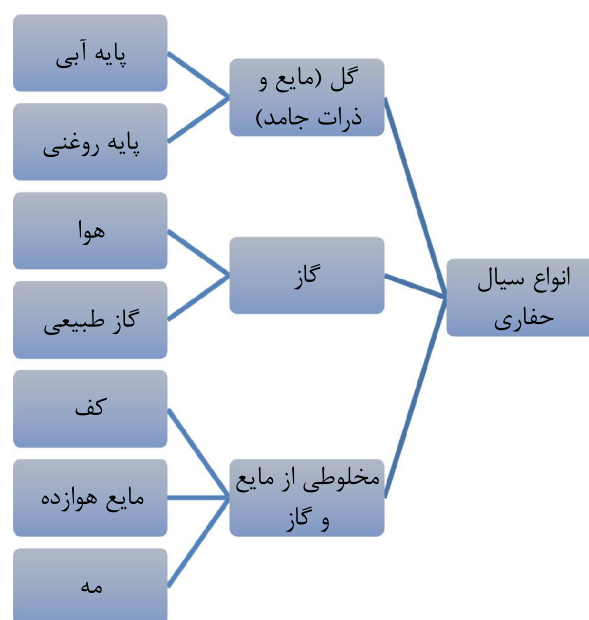 انواع سیال
حفاری
گل (مایع و
ذرات جامد)
پایه آبی
پایه روغنی
گاز
هوا
گاز طبیعی
مخلوطی از مایع
و گاز
کف
مایع هوازده
مه